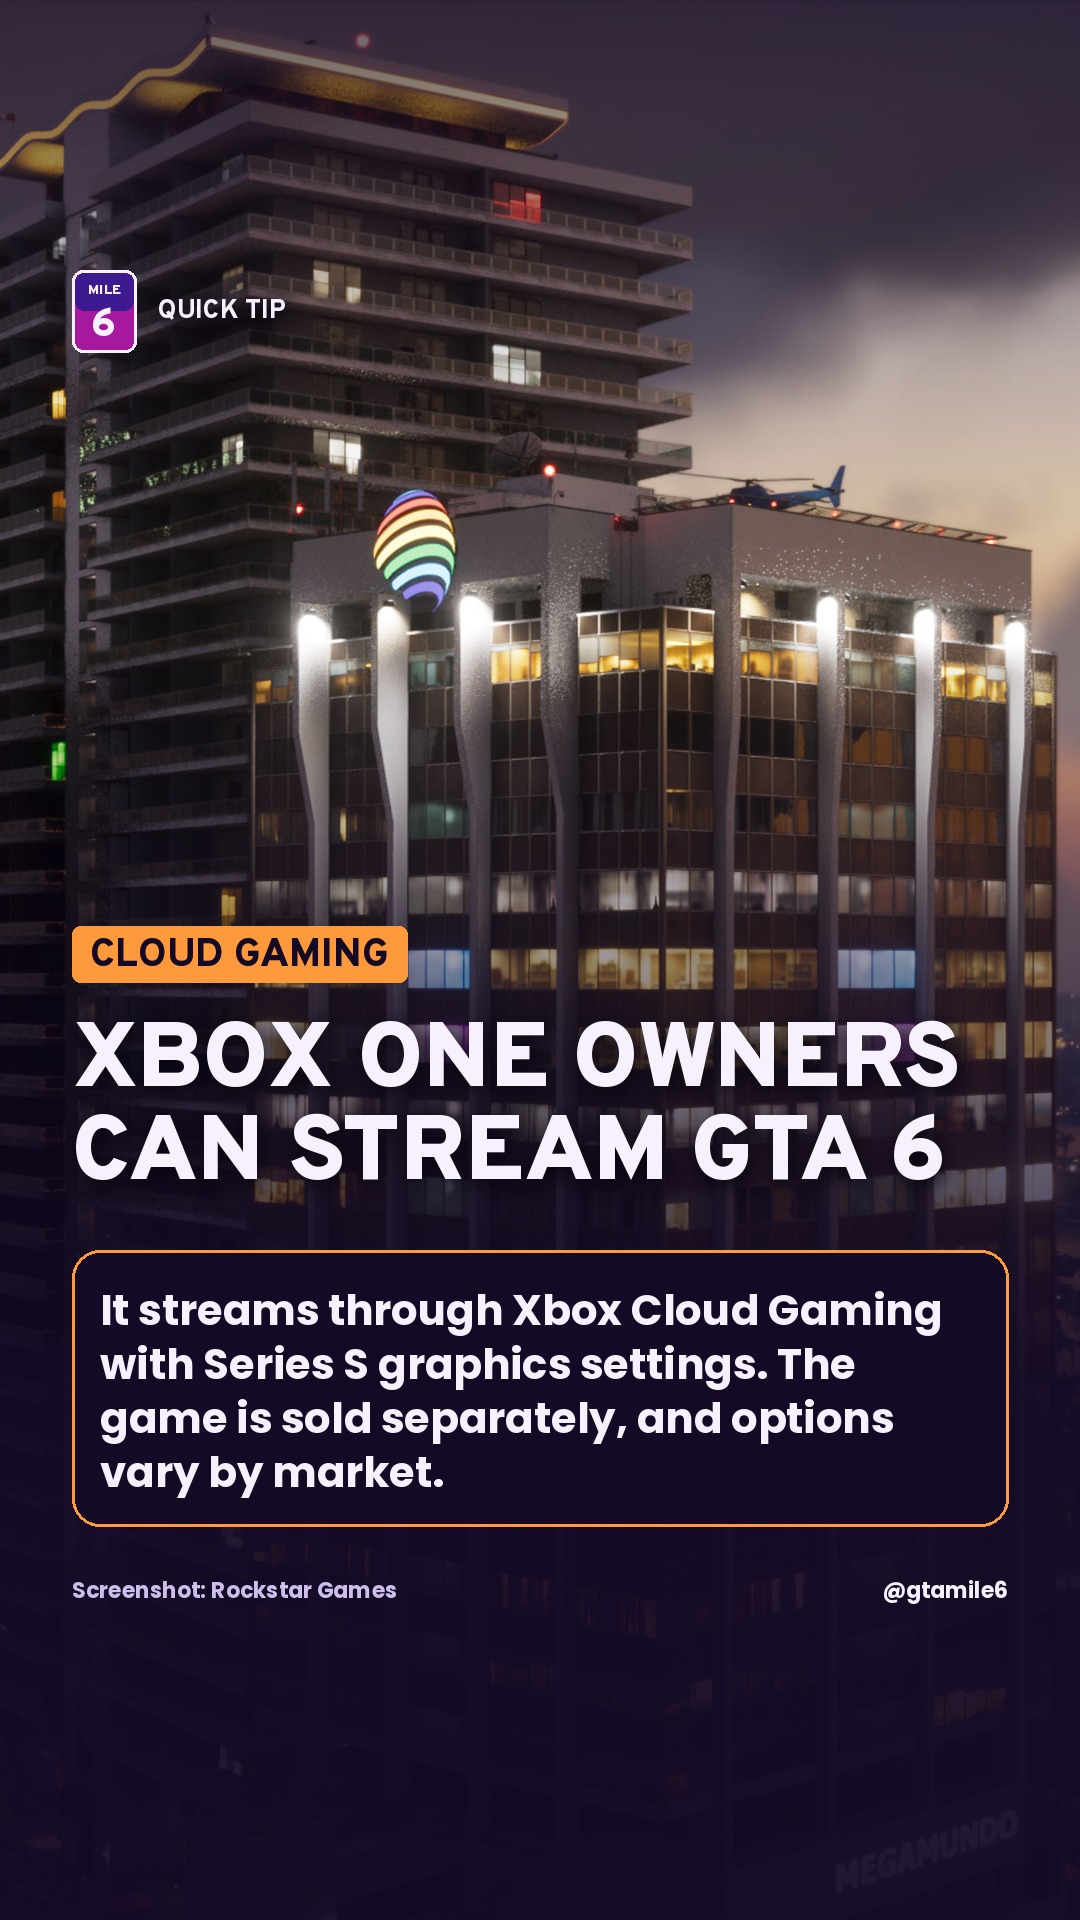 MILE
6
QUICK TIP
CLOUD GAMING
XBOX ONE OWNERS
CAN STREAM GTA 6
It streams through Xbox Cloud Gaming
with Series S graphics settings. The
game is sold separately, and options
vary by market.
Screenshot: Rockstar Games
@gtamile6
MEGAMUNDO